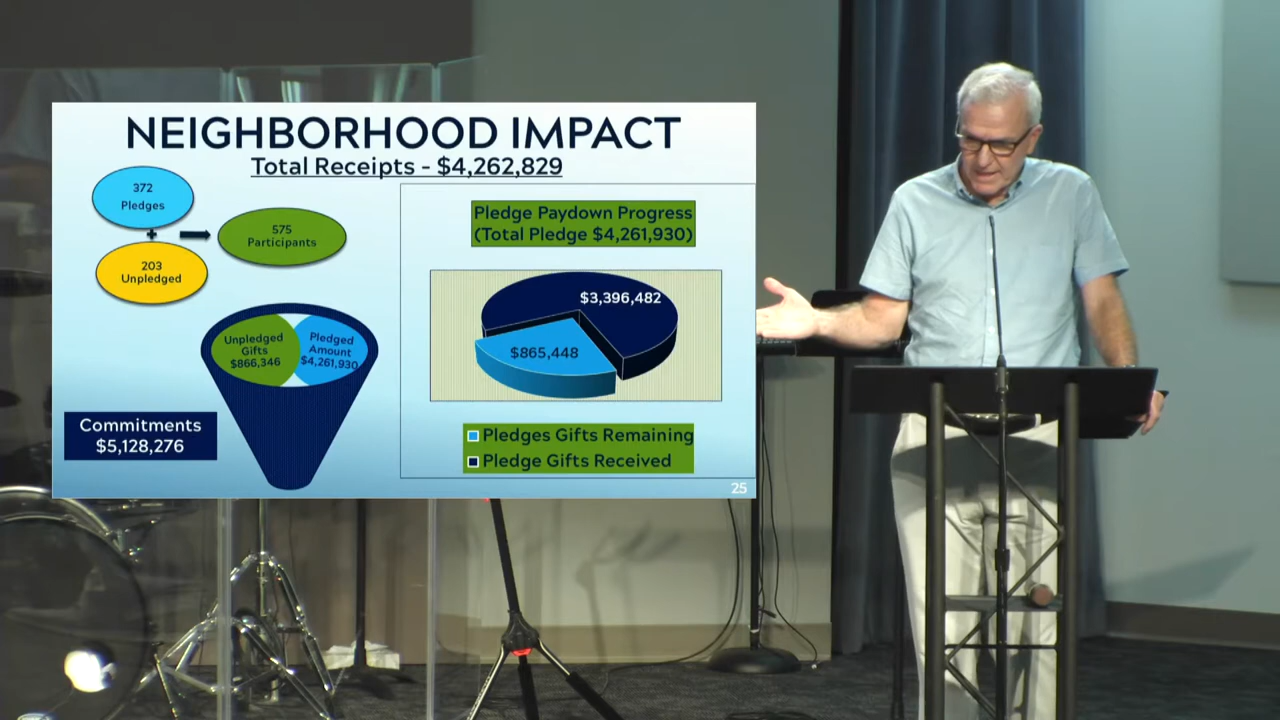 NEIGHBORHOOD IMPACT
Total Receipts - $4,262,829
372
Pledges
+
203
Unpledged
575
Participants
Unpledged
Gifts
$866,346
Pledged
Amount
$4,261,930
Commitments
$5,128,276
Pledge Paydown Progress
(Total Pledge $4,261,930)
$3,396,482
$865,448
Pledges Gifts Remaining
Pledge Gifts Received
25